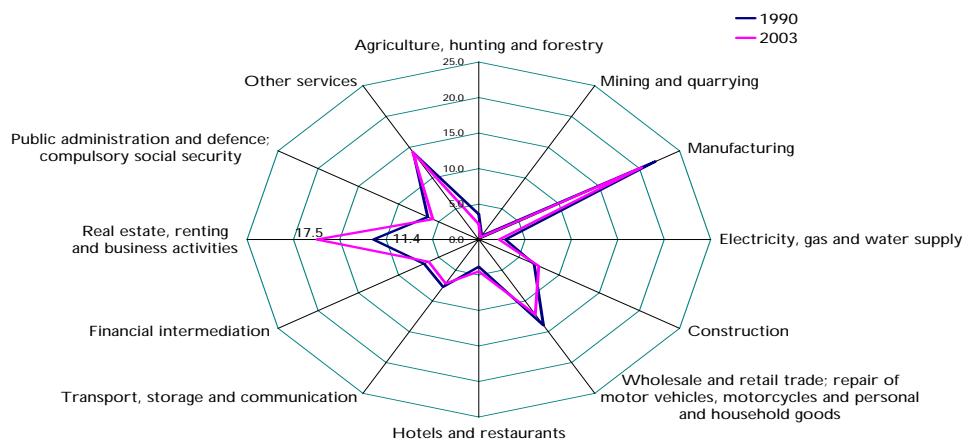 1990
2003
Agriculture, hunting and forestry
25.0
20.0
15.0
10.0
5.0
0.0
Mining and quarrying
Manufacturing
Electricity, gas and water supply
Construction
Wholesale and retail trade; repair of
motor vehicles, motorcycles and personal
and household goods
Hotels and restaurants
Transport, storage and communication
Financial intermediation
Real estate, renting
and business activities
17.5
11.4
Public administration and defence;
compulsory social security
Other services